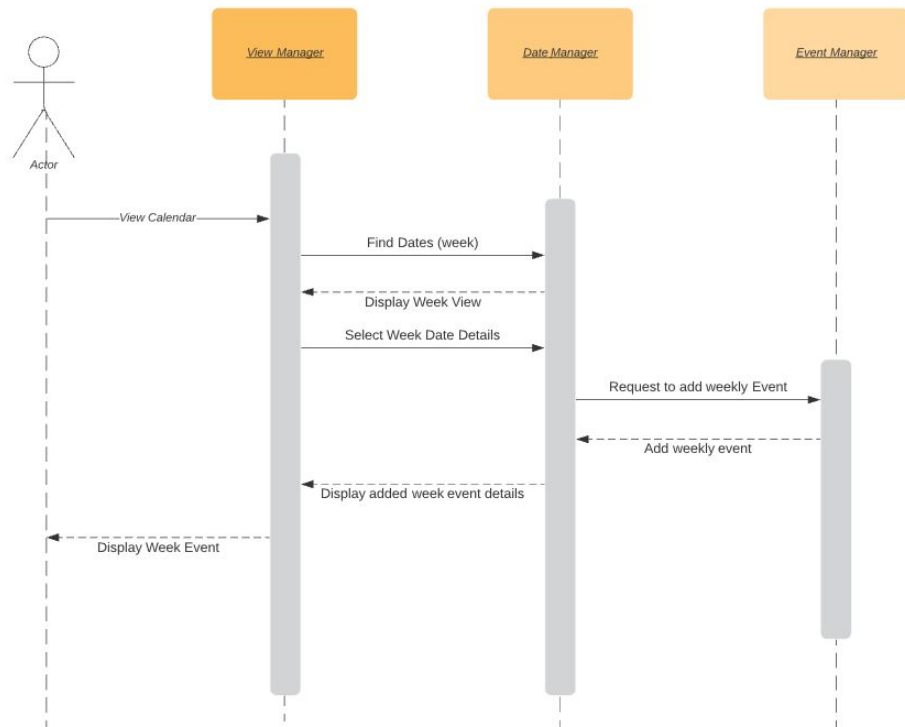 View Manager
Date Manager
Event Manager
Actor
View Calendar
Find Dates (week)
Display Week View
Select Week Date Details
Request to add weekly Event
Add weekly event
Display added week event details
Display Week Event